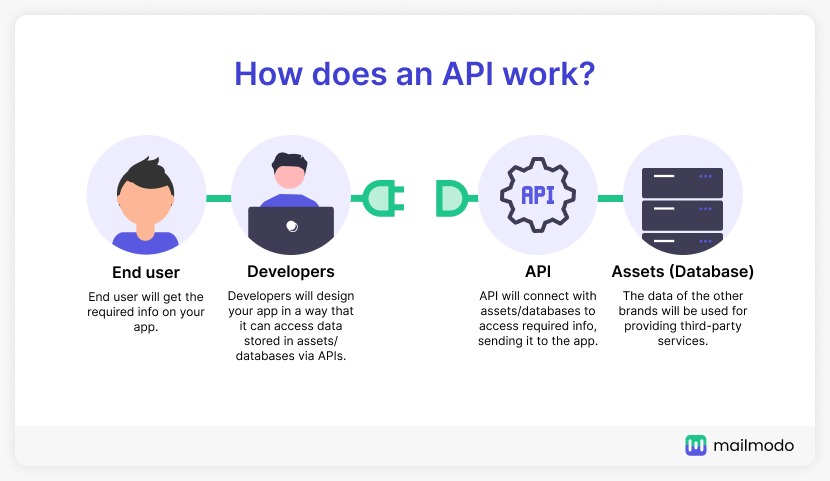 How does an API work?
API
End user
End user will get the
required info on your
app.
Developers
Developers will design
your app in a way that
it can access data
stored in assets/
databases via APIs.
API
API will connect with
assets/databases to
access required info,
sending it to the app.
Assets (Database)
The data of the other
brands will be used for
providing third-party
services.
mailmodo